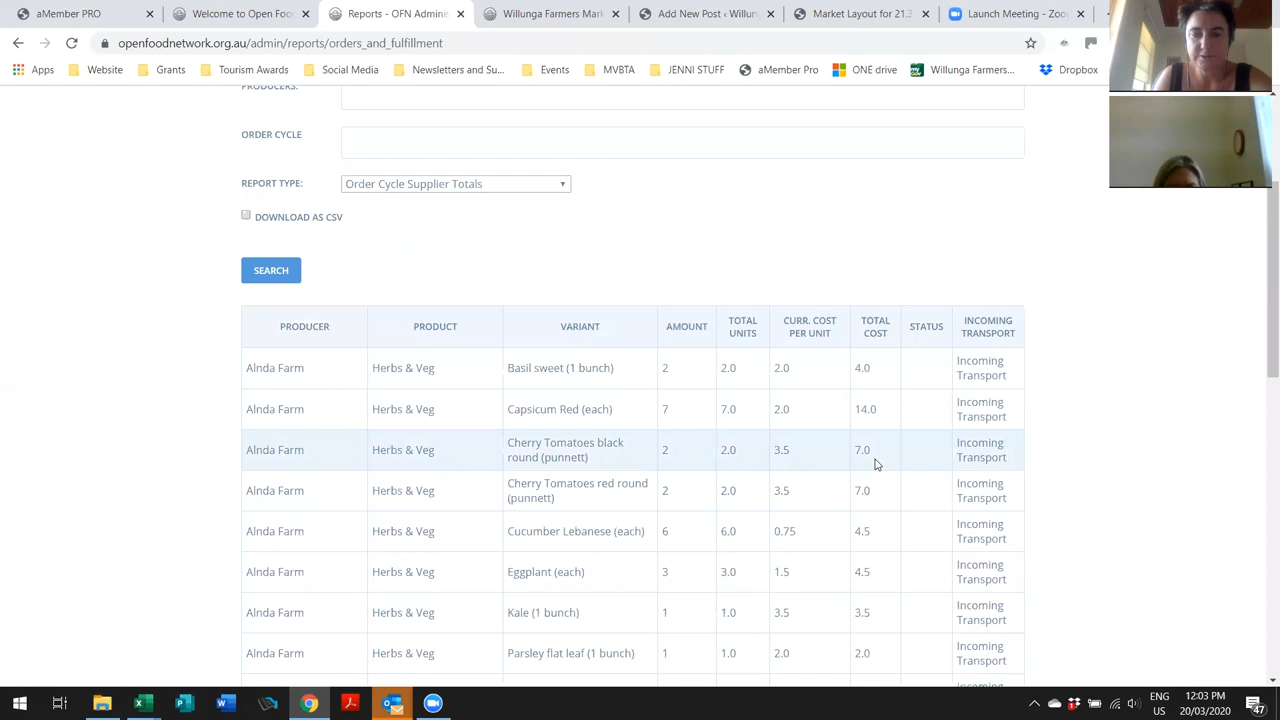 (3) MEMBERS
Welcome to Open Food
Report - OFN Supplier
Willunga Farmers Mark
Add New Post ‹ Willun
Market Layout for 21.3
Launch Meeting - Zoo
openfoodnetwork.org.au/admin/reports/orders_and_fulfillment
Apps Website Grants Tourism Awards Social Media Newsletters and Su... Events MVBTA JENNI STUFF aMember Pro ONE drive Willunga Farmers... Dropbox
PRODUCERS:
ORDER CYCLE
REPORT TYPE: Order Cycle Supplier Totals
DOWNLOAD AS CSV
SEARCH
PRODUCER PRODUCT VARIANT AMOUNT TOTAL UNITS CURR. COST PER UNIT TOTAL COST STATUS INCOMING TRANSPORT
Alnda Farm Herbs & Veg Basil sweet (1 bunch) 2 2.0 2.0 4.0 Incoming Transport
Alnda Farm Herbs & Veg Capsicum Red (each) 7 7.0 2.0 14.0 Incoming Transport
Alnda Farm Herbs & Veg Cherry Tomatoes black round (punnett) 2 2.0 3.5 7.0 Incoming Transport
Alnda Farm Herbs & Veg Cherry Tomatoes red round (punnett) 2 2.0 3.5 7.0 Incoming Transport
Alnda Farm Herbs & Veg Cucumber Lebanese (each) 6 6.0 0.75 4.5 Incoming Transport
Alnda Farm Herbs & Veg Eggplant (each) 3 3.0 1.5 4.5 Incoming Transport
Alnda Farm Herbs & Veg Kale (1 bunch) 1 1.0 3.5 3.5 Incoming Transport
Alnda Farm Herbs & Veg Parsley flat leaf (1 bunch) 1 1.0 2.0 2.0 Incoming Transport
ENG
US
12:03 PM
20/03/2020
47